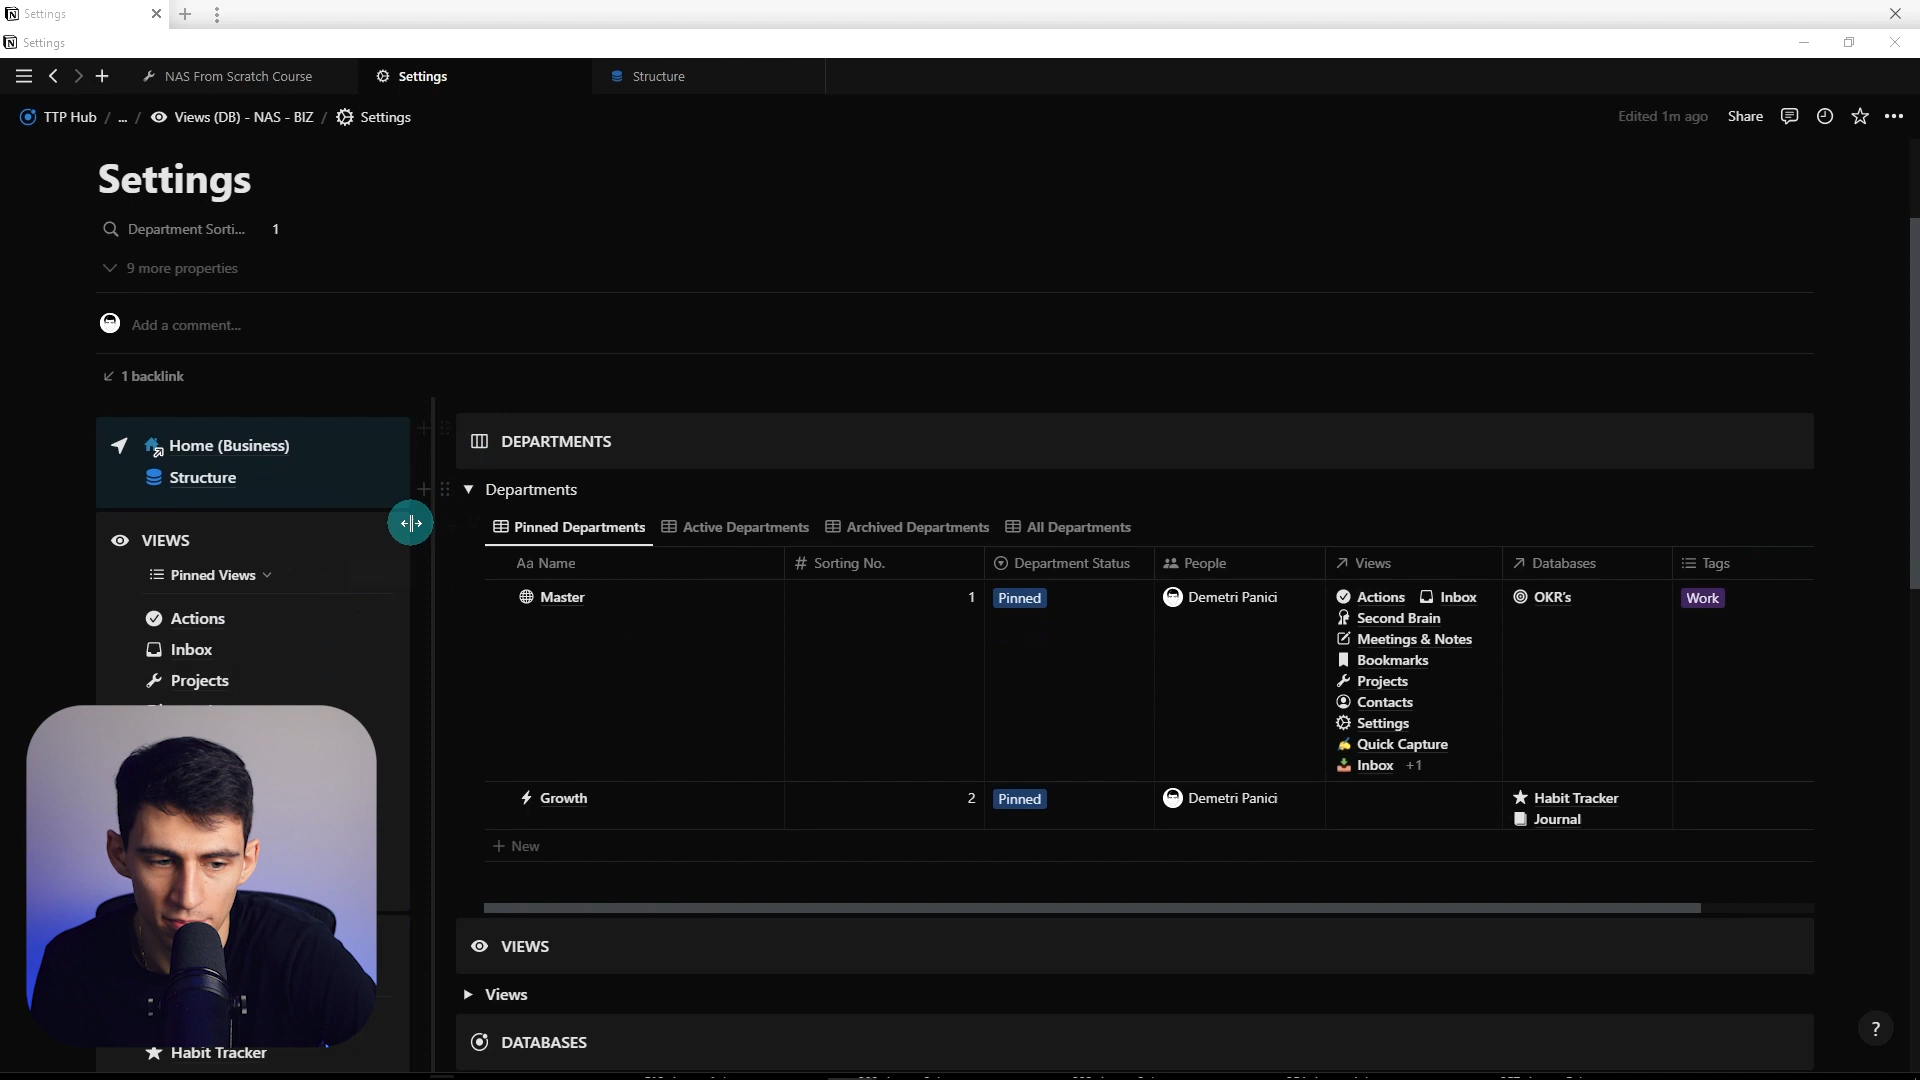 Settings
Settings
NAS From Scratch Course
Settings
Structure
TTP Hub / ... / Views (DB) - NAS - BIZ / Settings
Edited 1m ago
Share
Settings
Department Sorti... 1
9 more properties
Add a comment...
1 backlink
Home (Business)
Structure
VIEWS
Pinned Views
Actions
Inbox
Projects
Habit Tracker
DEPARTMENTS
Departments
Pinned Departments Active Departments Archived Departments All Departments
Aa Name # Sorting No. Department Status People Views Databases Tags
Master 1 Pinned Demetri Panici Actions Inbox OKR's Work
Second Brain
Meetings & Notes
Bookmarks
Projects
Contacts
Settings
Quick Capture
Inbox +1
Growth 2 Pinned Demetri Panici Habit Tracker
Journal
+ New
VIEWS
Views
DATABASES
?